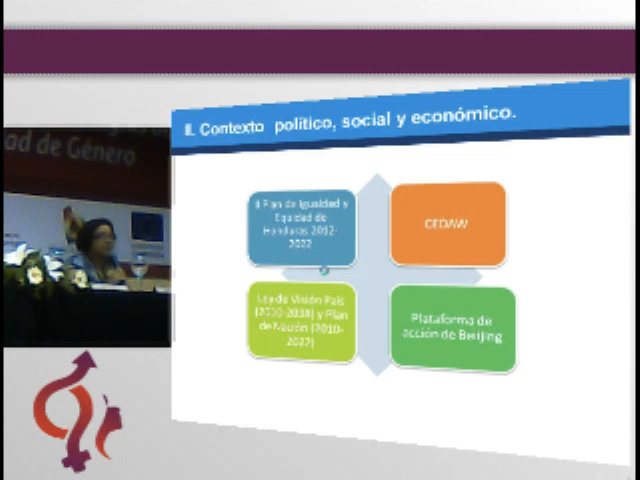 ad de Género
II. Contexto político, social y económico.
II Plan de Igualdad y
Equidad de
Honduras 2012-
2022
CEDAW
Ley de Visión País
(2010-2038) y Plan
de Nación (2010-
2022)
Plataforma de
acción de Beijing